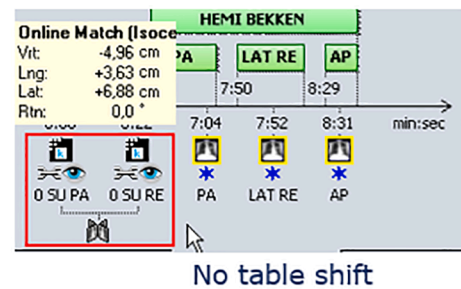 HEMI BEKKEN
Online Match (Isoce
Vrt: -4,96 cm
Lng: +3,63 cm
Lat: +6,88 cm
Rtn: 0,0 °
PA LAT RE AP
7:50 8:29
7:04 7:52 8:31 min:sec
0 SU PA 0 SU RE PA LAT RE AP
No table shift